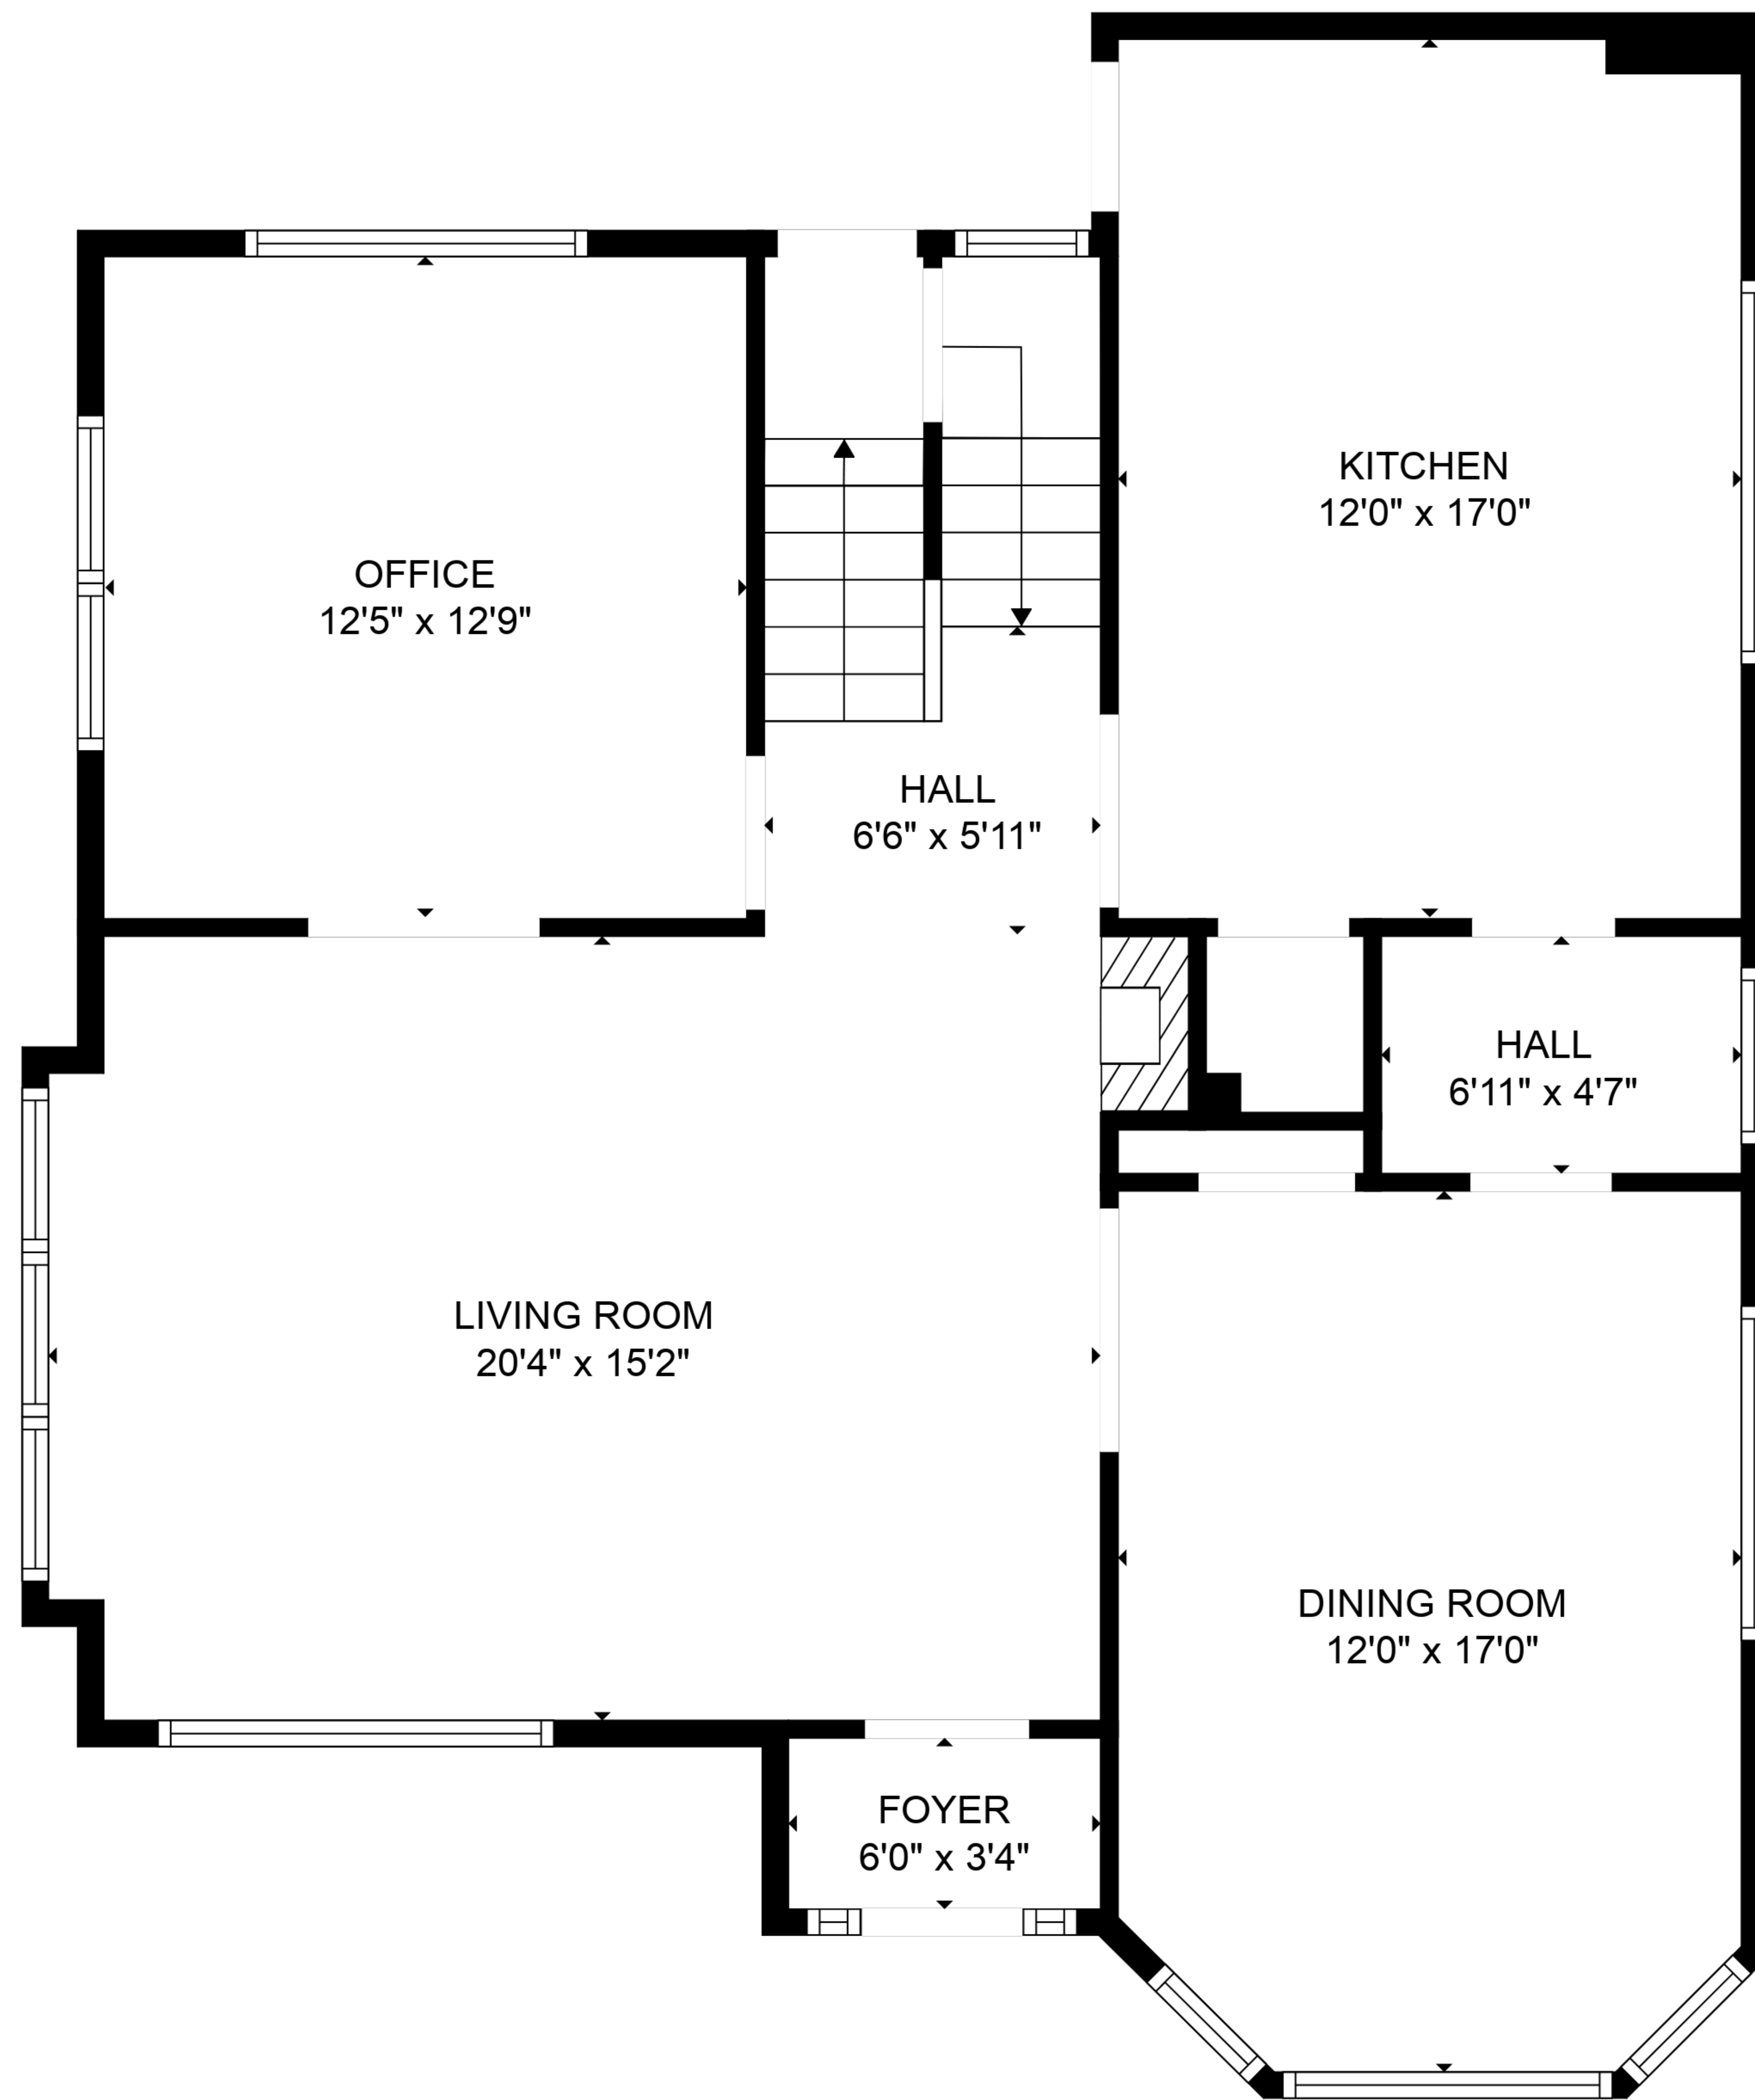 KITCHEN
12'0" x 17'0"
OFFICE
12'5" x 12'9"
HALL
6'6" x 5'11"
HALL
6'11" x 4'7"
LIVING ROOM
20'4" x 15'2"
DINING ROOM
12'0" x 17'0"
FOYER
6'0" x 3'4"